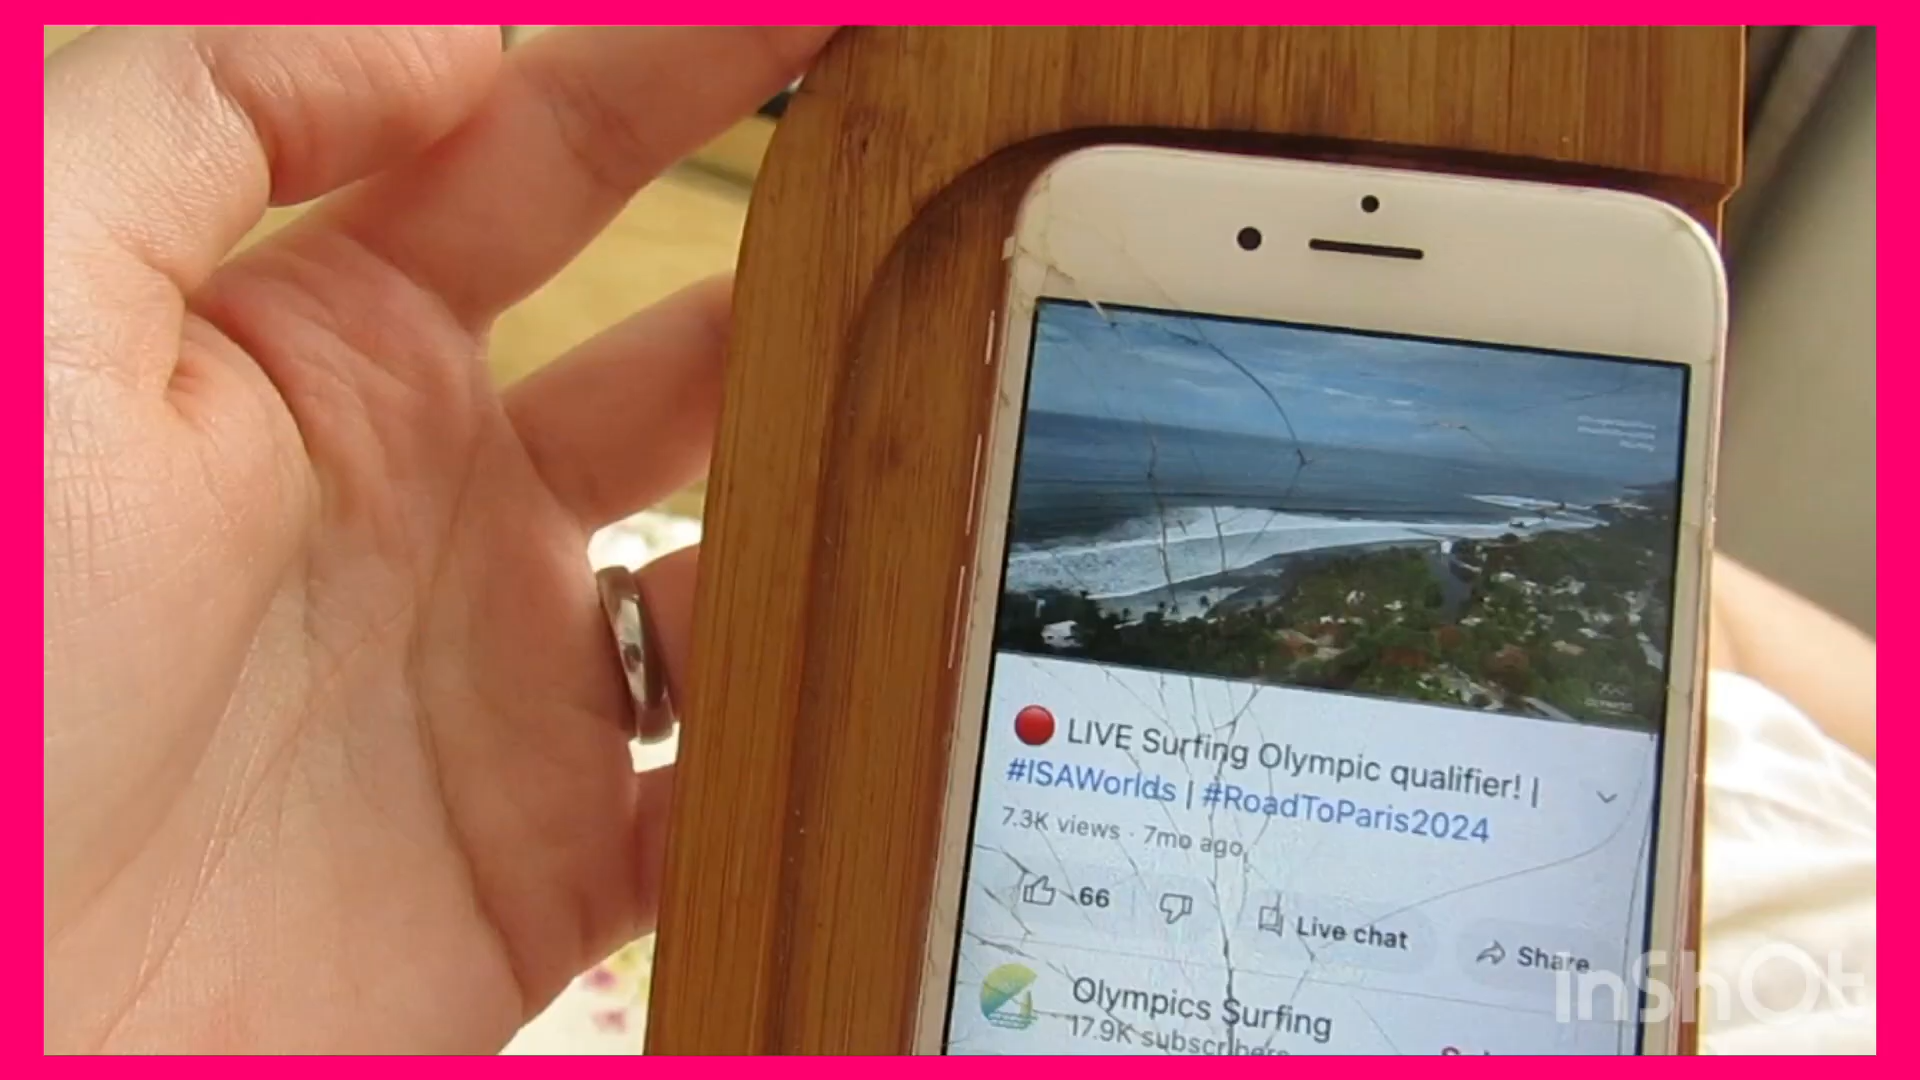 🔴 LIVE Surfing Olympic qualifier! |
#ISAWorlds | #RoadToParis2024
7.3K views · 7mo ago
66
Live chat
Share
Olympics Surfing
17.9K subscribers
InShOt